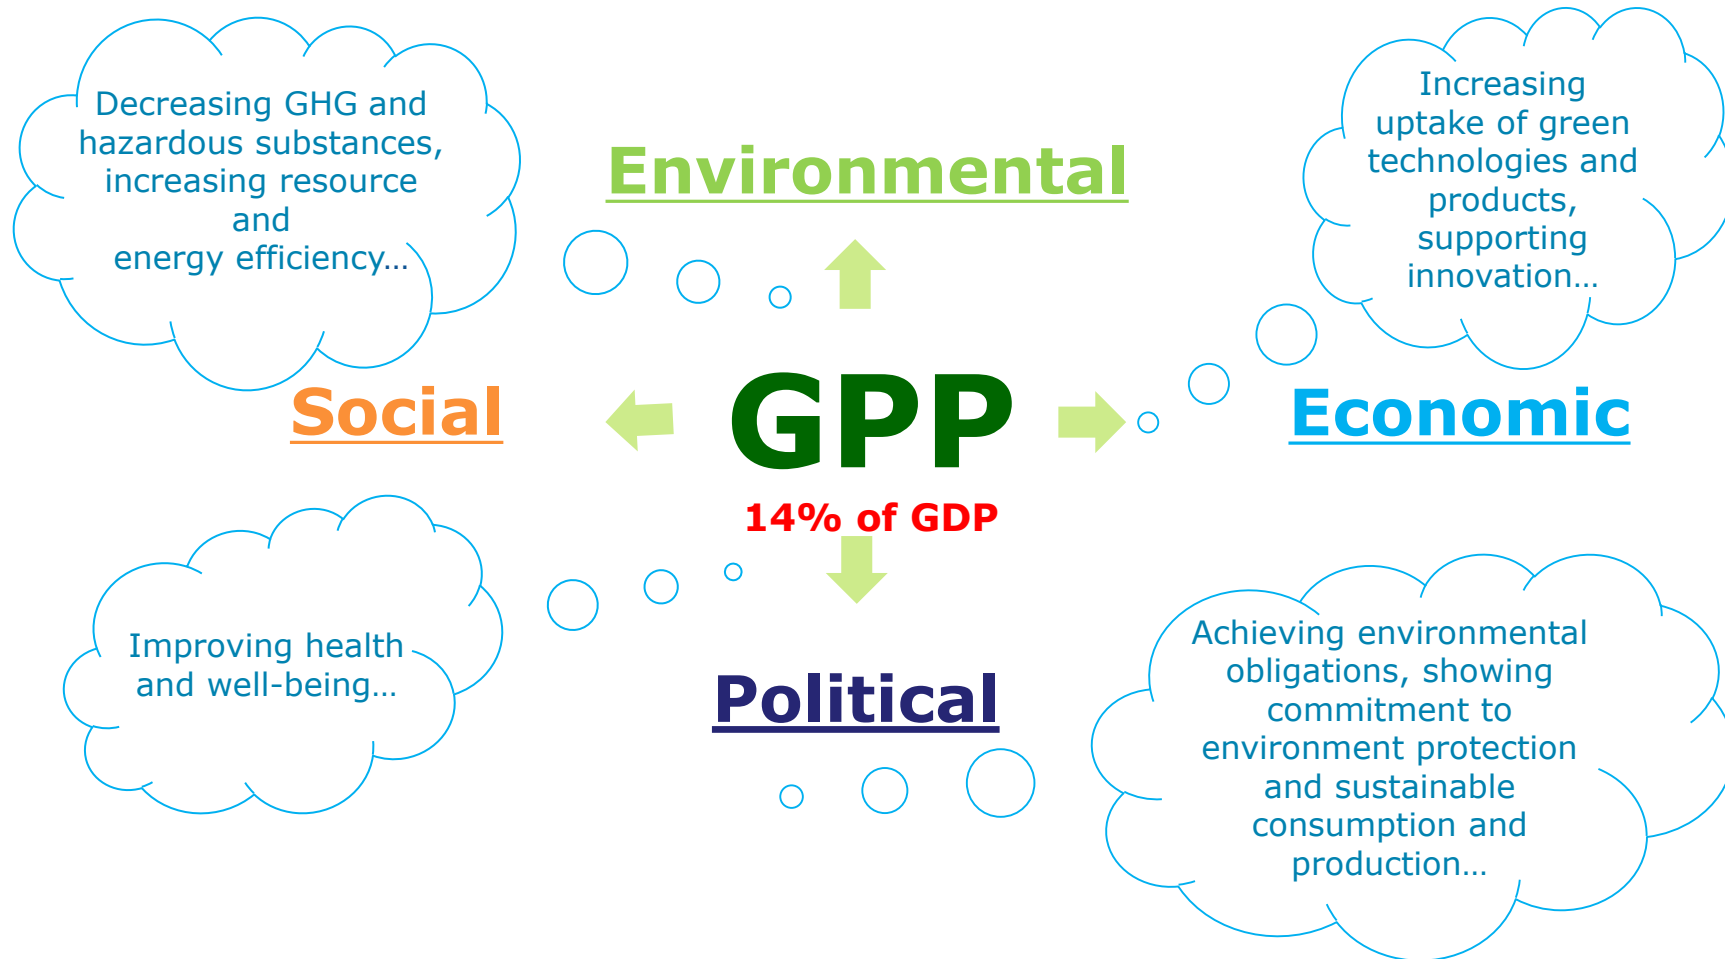 Decreasing GHG and
hazardous substances,
increasing resource
and
energy efficiency…
Environmental
Increasing
uptake of green
technologies and
products,
supporting
innovation…
Social
GPP
14% of GDP
Economic
Improving health
and well-being…
Political
Achieving environmental
obligations, showing
commitment to
environment protection
and sustainable
consumption and
production…